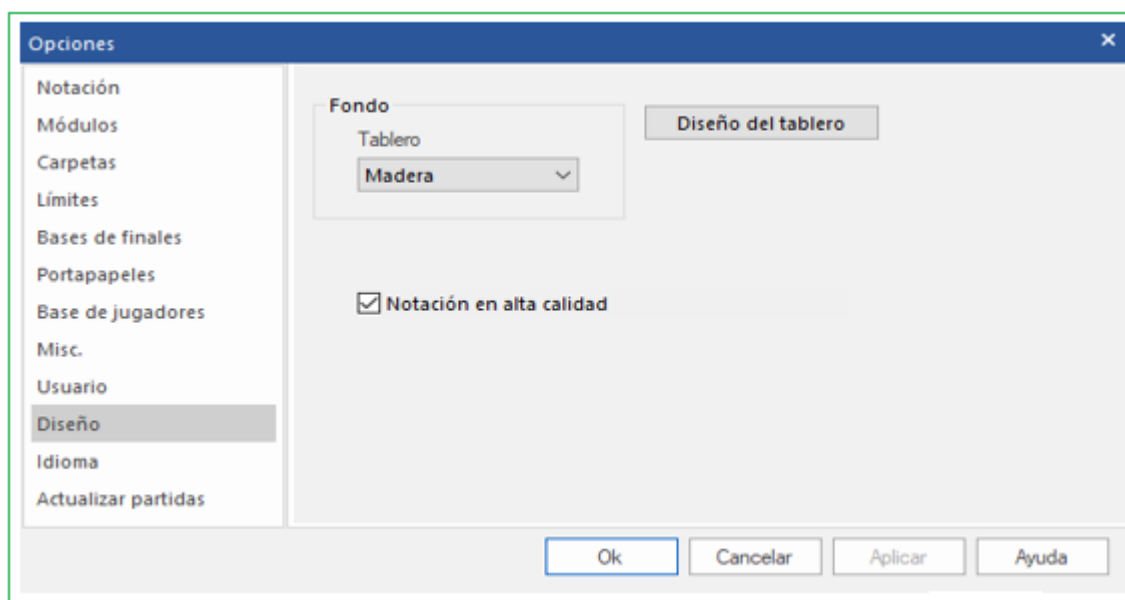 Opciones
Notación
Módulos
Carpetas
Límites
Bases de finales
Portapapeles
Base de jugadores
Misc.
Usuario
Diseño
Idioma
Actualizar partidas
Fondo
Tablero
Madera
Diseño del tablero
Notación en alta calidad
Ok
Cancelar
Aplicar
Ayuda